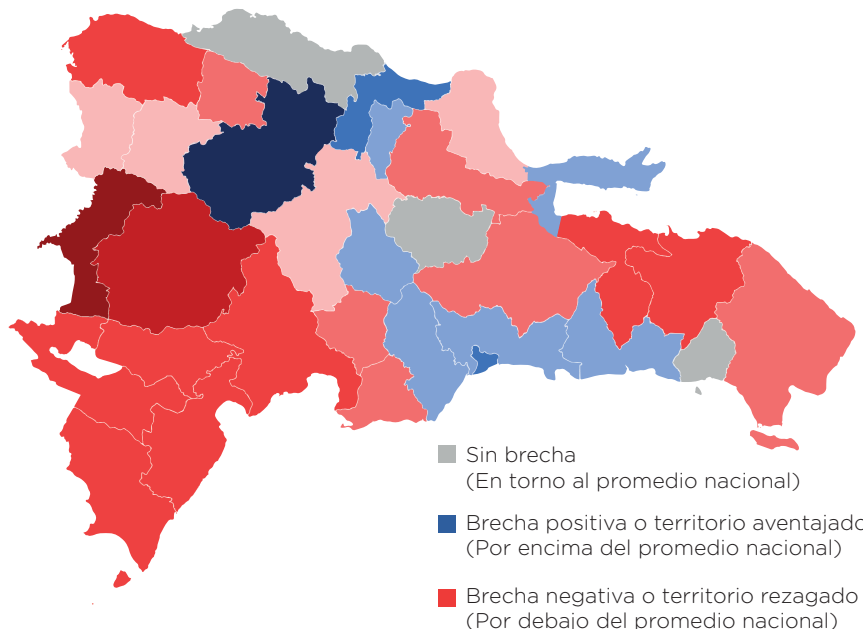 Sin brecha
(En torno al promedio nacional)
Brecha positiva o territorio aventajado
(Por encima del promedio nacional)
Brecha negativa o territorio rezagado
(Por debajo del promedio nacional)